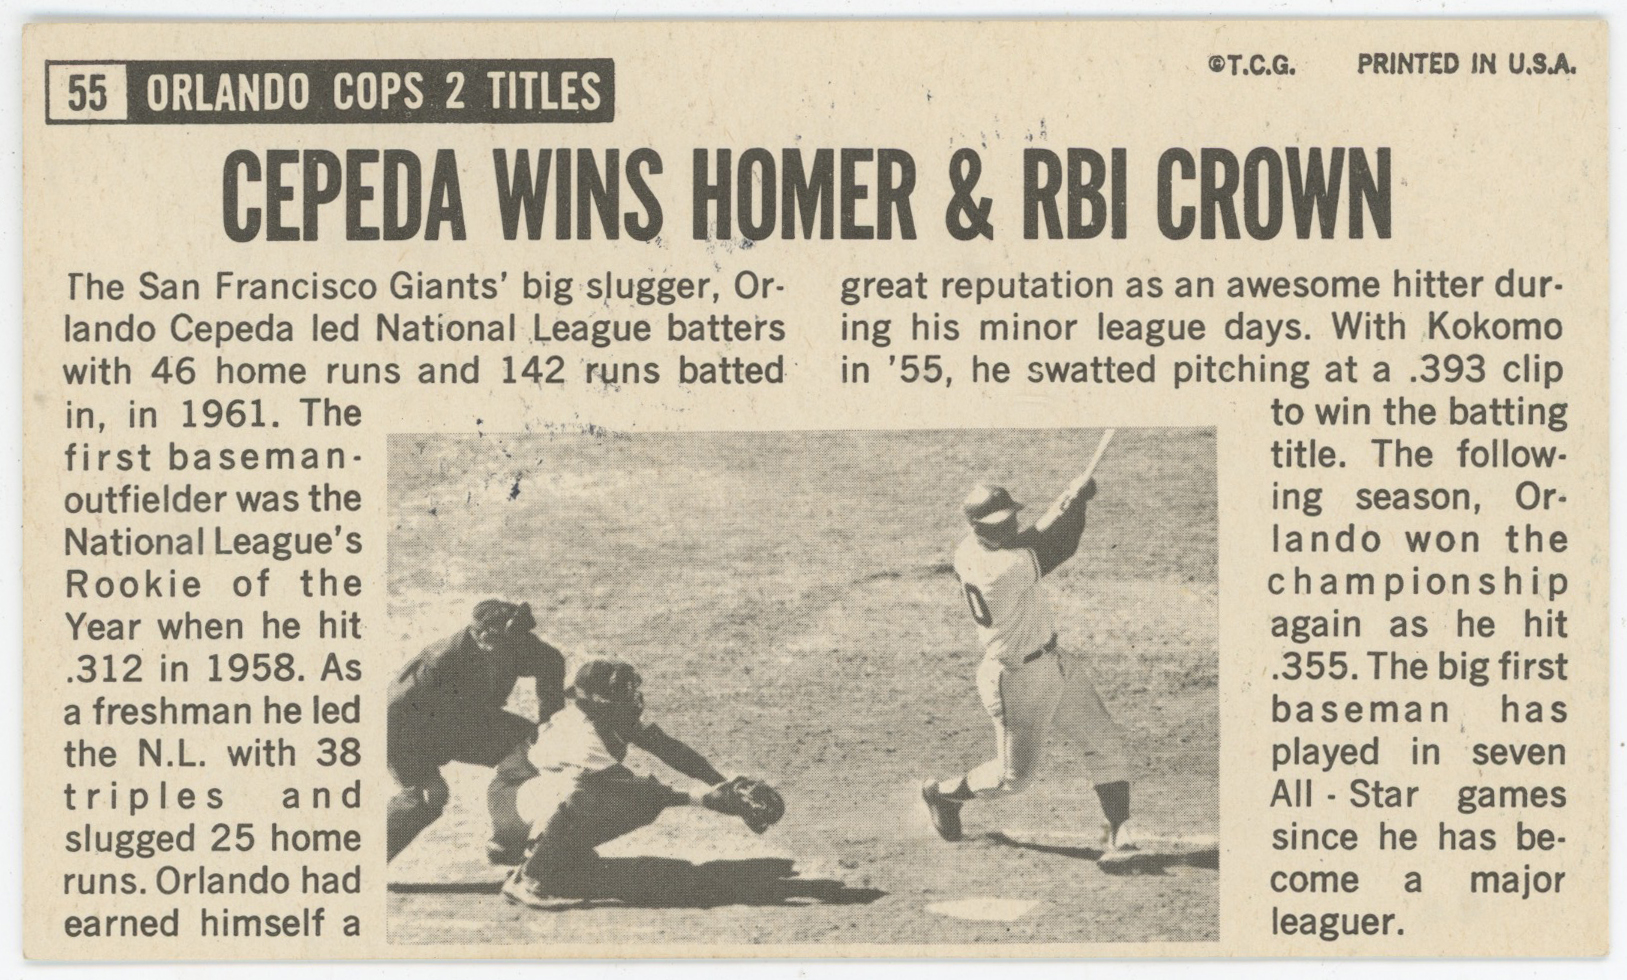 55 ORLANDO COPS 2 TITLES
©T.C.G. PRINTED IN U.S.A.
CEPEDA WINS HOMER & RBI CROWN
The San Francisco Giants' big slugger, Or-
lando Cepeda led National League batters
with 46 home runs and 142 runs batted
in, in 1961. The
first baseman-
outfielder was the
National League's
Rookie of the
Year when he hit
.312 in 1958. As
a freshman he led
the N.L. with 38
triples and
slugged 25 home
runs. Orlando had
earned himself a
great reputation as an awesome hitter dur-
ing his minor league days. With Kokomo
in '55, he swatted pitching at a .393 clip
to win the batting
title. The follow-
ing season, Or-
lando won the
championship
again as he hit
.355. The big first
baseman has
played in seven
All - Star games
since he has be-
come a major
leaguer.
0